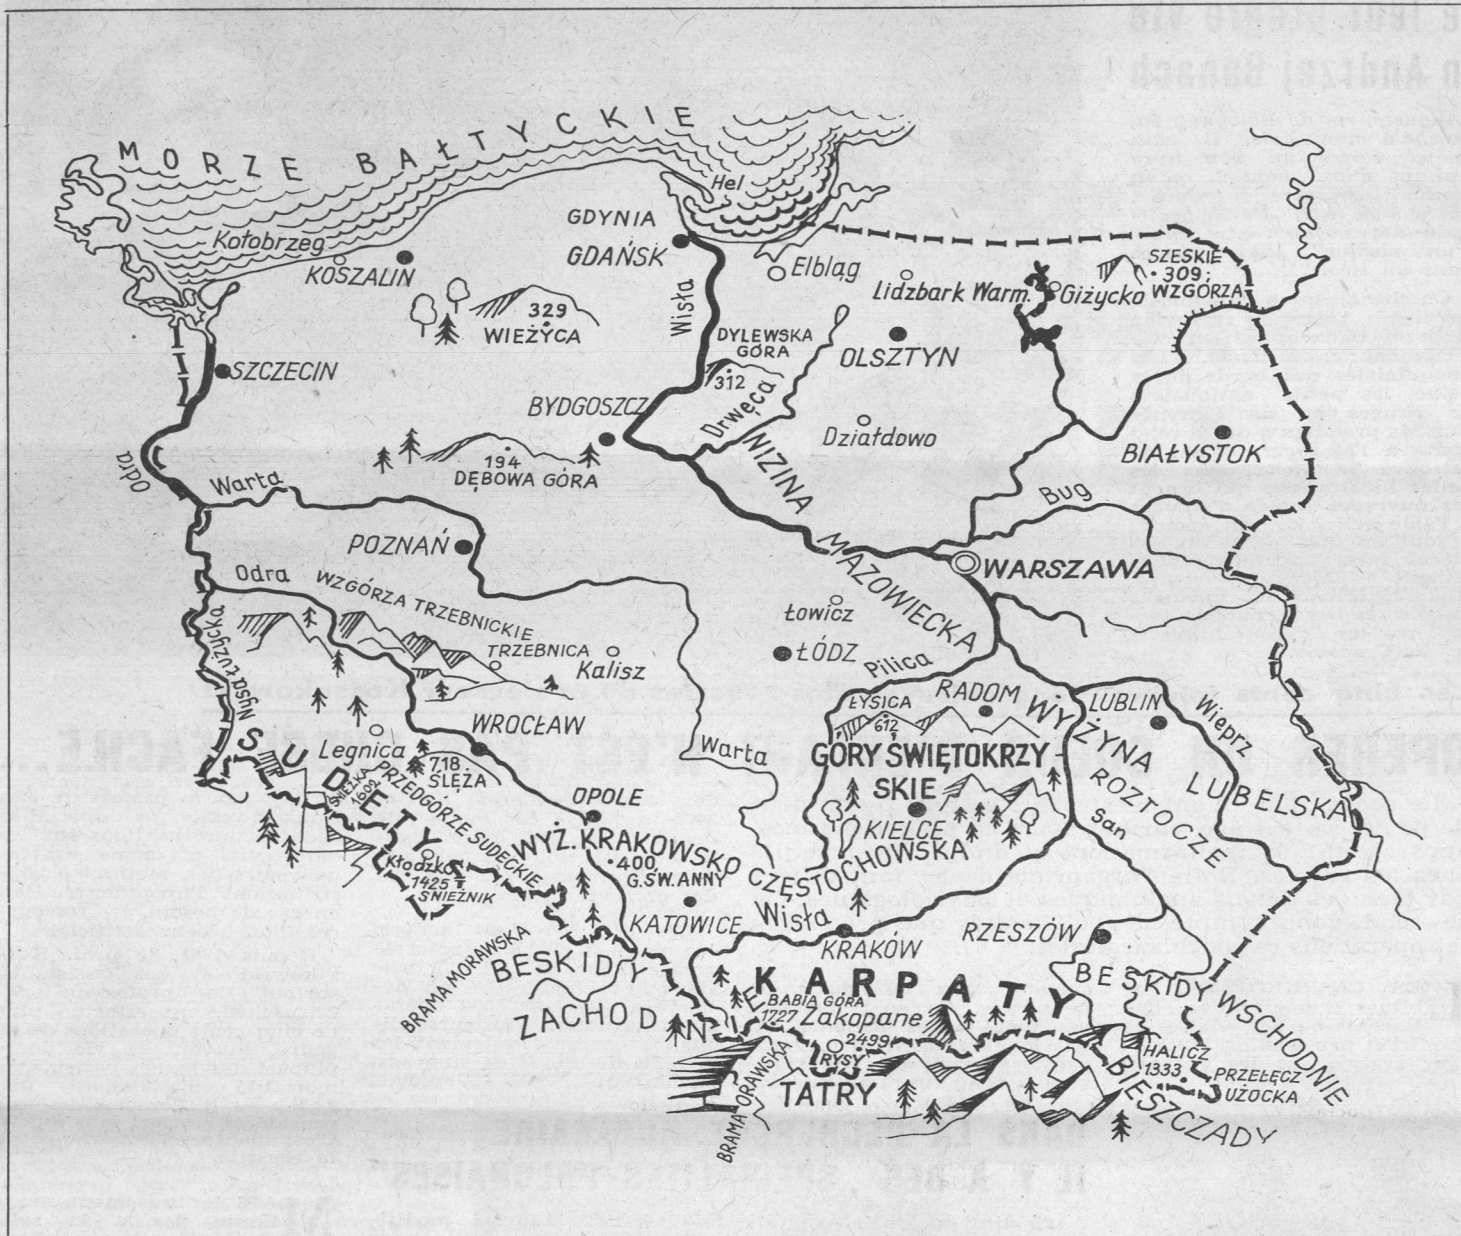 MORZE BAŁTYCKIE
Hel
GDYNIA
GDAŃSK
Kołobrzeg
KOSZALIN
Elbląg
Lidzbark Warm.
Giżycko
SZESKIE
309
WZGÓRZA
329
WIEŻYCA
Wisła
DYLEWSKA
GÓRA
312
OLSZTYN
SZCZECIN
BYDGOSZCZ
Drwęca
Działdowo
BIAŁYSTOK
194
DĘBOWA GÓRA
Odra
Warta
Bug
NIZINA
MAZOWIECKA
POZNAŃ
WARSZAWA
Odra
WZGÓRZA TRZEBNICKIE
TRZEBNICA
Kalisz
Łowicz
ŁÓDZ
Pilica
Nysa Łużycka
RADOM
ŁYSICA
612
WYŻYNA LUBELSKA
LUBLIN
Wieprz
WROCŁAW
Legnica
718
ŚLĘŻA
Warta
GÓRY ŚWIĘTOKRZY
SKIE
KIELCE
ROZTOCZE
San
SUDETY
ŚNIEŻKA
1602
PRZEDGÓRZE SUDECKIE
OPOLE
WYŻ. KRAKOWSKO
CZĘSTOCHOWSKA
400
G.ŚW. ANNY
Kłodzko
1425
ŚNIEŻNIK
KATOWICE
Wisła
KRAKÓW
RZESZÓW
BRAMA MORAWSKA
BESKIDY
ZACHODNIE
KARPATY
BESKIDY WSCHODNIE
BABIA GÓRA
1727
Zakopane
2499
RYSY
TATRY
BRAMA ORAWSKA
HALICZ
1333
PRZEŁĘCZ
UŻOCKA
BIESZCZADY